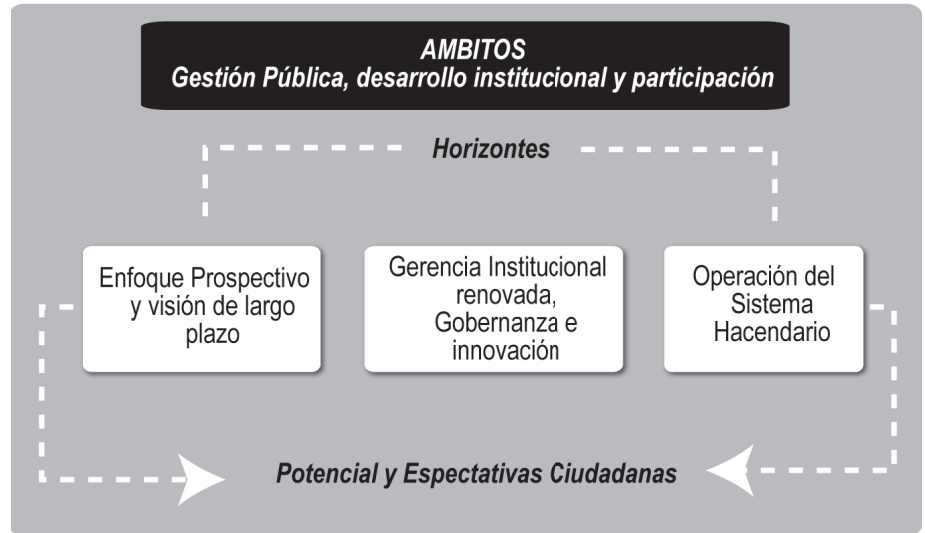 AMBITOS
Gestión Pública, desarrollo institucional y participación
Horizontes
Enfoque Prospectivo
y visión de largo
plazo
Gerencia Institucional
renovada,
Gobernanza e
innovación
Operación del
Sistema
Hacendario
Potencial y Espectativas Ciudadanas